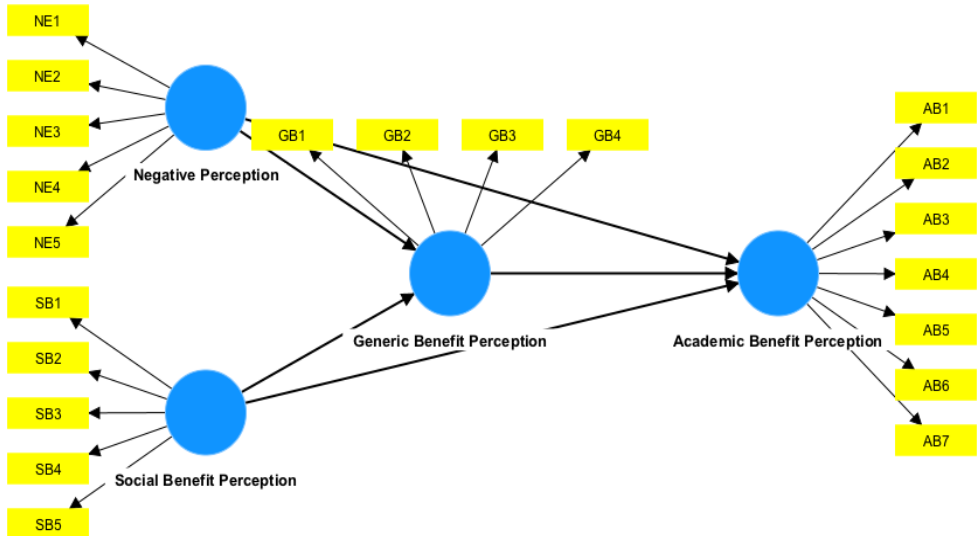 NE1
NE2
NE3
NE4
NE5
Negative Perception
GB1
GB2
GB3
GB4
Generic Benefit Perception
SB1
SB2
SB3
SB4
SB5
Social Benefit Perception
AB1
AB2
AB3
AB4
AB5
AB6
AB7
Academic Benefit Perception